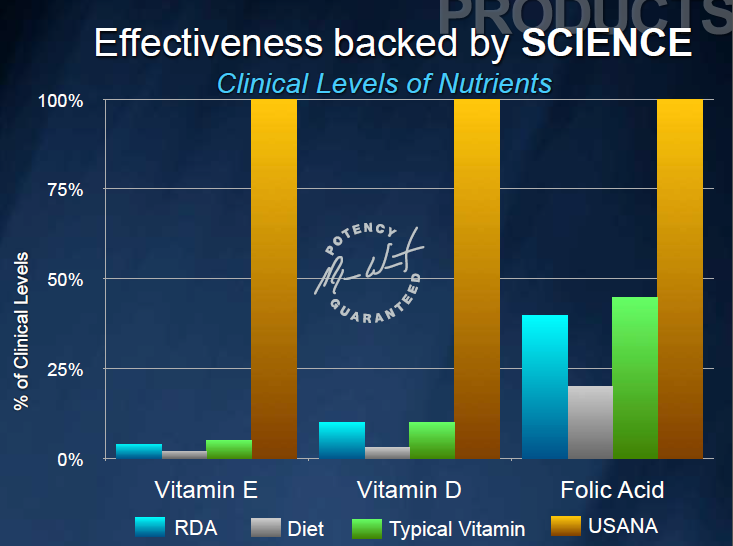 PRODUCTS
Effectiveness backed by SCIENCE
Clinical Levels of Nutrients
% of Clinical Levels
100%
75%
50%
25%
0%
POTENCY
GUARANTEED
Vitamin E
Vitamin D
Folic Acid
RDA
Diet
Typical Vitamin
USANA